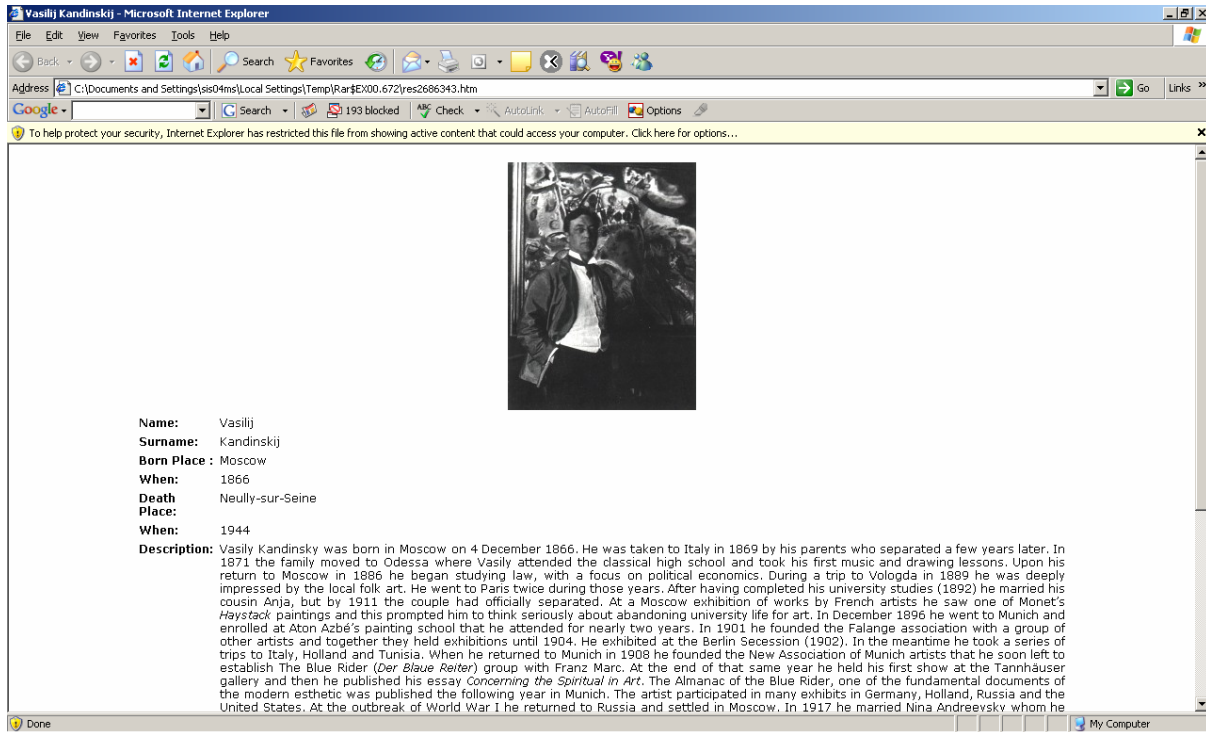 Vasilij Kandinskij - Microsoft Internet Explorer
File Edit View Favorites Tools Help
Back Search Favorites
Address C:\Documents and Settings\sis04ms\Local Settings\Temp\Rar$EX00.672\res2686343.htm Go Links »
Google Search 193 blocked ABC Check AutoLink AutoFill Options
To help protect your security, Internet Explorer has restricted this file from showing active content that could access your computer. Click here for options...
Name: Vasilij
Surname: Kandinskij
Born Place : Moscow
When: 1866
Death Neully-sur-Seine
Place:
When: 1944
Description: Vasily Kandinsky was born in Moscow on 4 December 1866. He was taken to Italy in 1869 by his parents who separated a few years later. In
1871 the family moved to Odessa where Vasily attended the classical high school and took his first music and drawing lessons. Upon his
return to Moscow in 1886 he began studying law, with a focus on political economics. During a trip to Vologda in 1889 he was deeply
impressed by the local folk art. He went to Paris twice during those years. After having completed his university studies (1892) he married his
cousin Anja, but by 1911 the couple had officially separated. At a Moscow exhibition of works by French artists he saw one of Monet's
Haystack paintings and this prompted him to think seriously about abandoning university life for art. In December 1896 he went to Munich and
enrolled at Aton Azbé's painting school that he attended for nearly two years. In 1901 he founded the Falange association with a group of
other artists and together they held exhibitions until 1904. He exhibited at the Berlin Secession (1902). In the meantime he took a series of
trips to Italy, Holland and Tunisia. When he returned to Munich in 1908 he founded the New Association of Munich artists that he soon left to
establish The Blue Rider (Der Blaue Reiter) group with Franz Marc. At the end of that same year he held his first show at the Tannhäuser
gallery and then he published his essay Concerning the Spiritual in Art. The Almanac of the Blue Rider, one of the fundamental documents of
the modern esthetic was published the following year in Munich. The artist participated in many exhibits in Germany, Holland, Russia and the
United States. At the outbreak of World War I he returned to Russia and settled in Moscow. In 1917 he married Nina Andreevsky whom he
Done My Computer